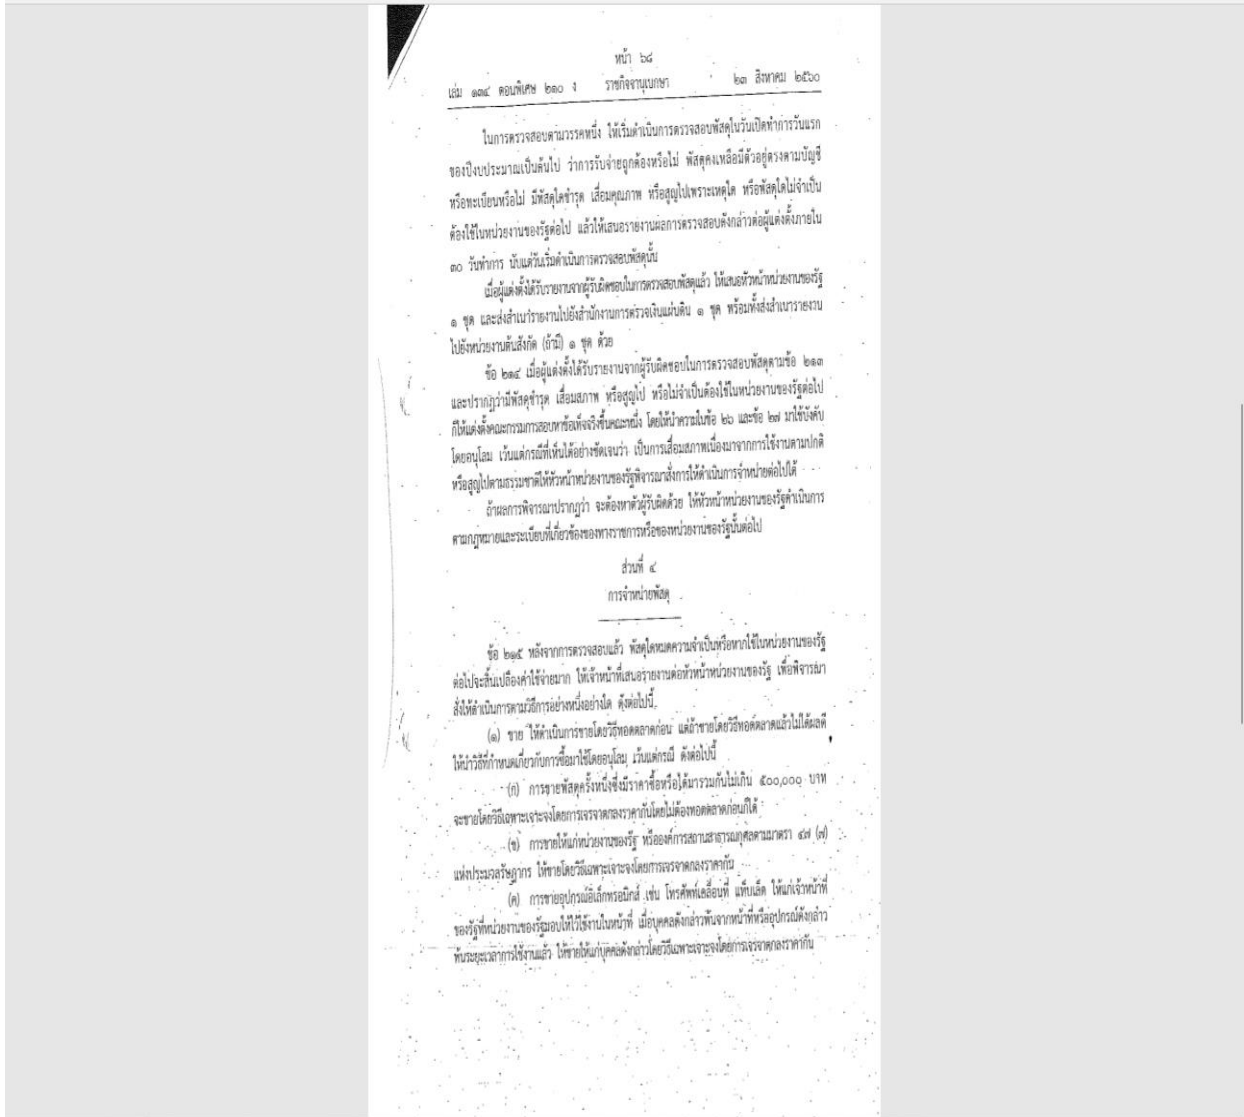 หน้า ๖๘
เล่ม ๑๓๔ ตอนพิเศษ ๒๑๐ ง ราชกิจจานุเบกษา ๒๓ สิงหาคม ๒๕๖๐
ในการตรวจสอบตามวรรคหนึ่ง ให้เริ่มดำเนินการตรวจสอบพัสดุในวันเปิดทำการวันแรก
ของปีงบประมาณเป็นต้นไป ว่าการรับจ่ายถูกต้องหรือไม่ พัสดุคงเหลือมีตัวอยู่ตรงตามบัญชี
หรือทะเบียนหรือไม่ มีพัสดุใดชำรุด เสื่อมคุณภาพ หรือสูญไปเพราะเหตุใด หรือพัสดุใดไม่จำเป็น
ต้องใช้ในหน่วยงานของรัฐต่อไป แล้วให้เสนอรายงานผลการตรวจสอบดังกล่าวต่อผู้แต่งตั้งภายใน
๓๐ วันทำการ นับแต่วันเริ่มดำเนินการตรวจสอบพัสดุนั้น
เมื่อผู้แต่งตั้งได้รับรายงานจากผู้รับผิดชอบในการตรวจสอบพัสดุแล้ว ให้เสนอหัวหน้าหน่วยงานของรัฐ
๑ ชุด และส่งสำเนารายงานไปยังสำนักงานการตรวจเงินแผ่นดิน ๑ ชุด พร้อมทั้งส่งสำเนารายงาน
ไปยังหน่วยงานต้นสังกัด (ถ้ามี) ๑ ชุด ด้วย
ข้อ ๒๑๔ เมื่อผู้แต่งตั้งได้รับรายงานจากผู้รับผิดชอบในการตรวจสอบพัสดุตามข้อ ๒๑๓
และปรากฏว่ามีพัสดุชำรุด เสื่อมสภาพ หรือสูญไป หรือไม่จำเป็นต้องใช้ในหน่วยงานของรัฐต่อไป
ก็ให้แต่งตั้งคณะกรรมการสอบหาข้อเท็จจริงขึ้นคณะหนึ่ง โดยให้นำความในข้อ ๒๖ และข้อ ๒๗ มาใช้บังคับ
โดยอนุโลม เว้นแต่กรณีที่เห็นได้อย่างชัดเจนว่า เป็นการเสื่อมสภาพเนื่องมาจากการใช้งานตามปกติ
หรือสูญไปตามธรรมชาติให้หัวหน้าหน่วยงานของรัฐพิจารณาสั่งการให้ดำเนินการจำหน่ายต่อไปได้
ถ้าผลการพิจารณาปรากฏว่า จะต้องหาตัวผู้รับผิดด้วย ให้หัวหน้าหน่วยงานของรัฐดำเนินการ
ตามกฎหมายและระเบียบที่เกี่ยวข้องของทางราชการหรือของหน่วยงานของรัฐนั้นต่อไป
ส่วนที่ ๔
การจำหน่ายพัสดุ
ข้อ ๒๑๕ หลังจากการตรวจสอบแล้ว พัสดุใดหมดความจำเป็นหรือหากใช้ในหน่วยงานของรัฐ
ต่อไปจะสิ้นเปลืองค่าใช้จ่ายมาก ให้เจ้าหน้าที่เสนอรายงานต่อหัวหน้าหน่วยงานของรัฐ เพื่อพิจารณา
สั่งให้ดำเนินการตามวิธีการอย่างหนึ่งอย่างใด ดังต่อไปนี้
(๑) ขาย ให้ดำเนินการขายโดยวิธีทอดตลาดก่อน แต่ถ้าขายโดยวิธีทอดตลาดแล้วไม่ได้ผลดี
ให้นำวิธีที่กำหนดเกี่ยวกับการซื้อมาใช้โดยอนุโลม เว้นแต่กรณี ดังต่อไปนี้
(ก) การขายพัสดุครั้งหนึ่งซึ่งมีราคาซื้อหรือได้มารวมกันไม่เกิน ๕๐๐,๐๐๐ บาท
จะขายโดยวิธีเฉพาะเจาะจงโดยการเจรจาตกลงราคากันโดยไม่ต้องทอดตลาดก่อนก็ได้
(ข) การขายให้แก่หน่วยงานของรัฐ หรือองค์การสถานสาธารณกุศลตามมาตรา ๔๗ (๗)
แห่งประมวลรัษฎากร ให้ขายโดยวิธีเฉพาะเจาะจงโดยการเจรจาตกลงราคากัน
(ค) การขายอุปกรณ์อิเล็กทรอนิกส์ เช่น โทรศัพท์เคลื่อนที่ แท็บเล็ต ให้แก่เจ้าหน้าที่
ของรัฐที่หน่วยงานของรัฐมอบให้ไว้ใช้งานในหน้าที่ เมื่อบุคคลดังกล่าวพ้นจากหน้าที่หรืออุปกรณ์ดังกล่าว
พ้นระยะเวลาการใช้งานแล้ว ให้ขายให้แก่บุคคลดังกล่าวโดยวิธีเฉพาะเจาะจงโดยการเจรจาตกลงราคากัน